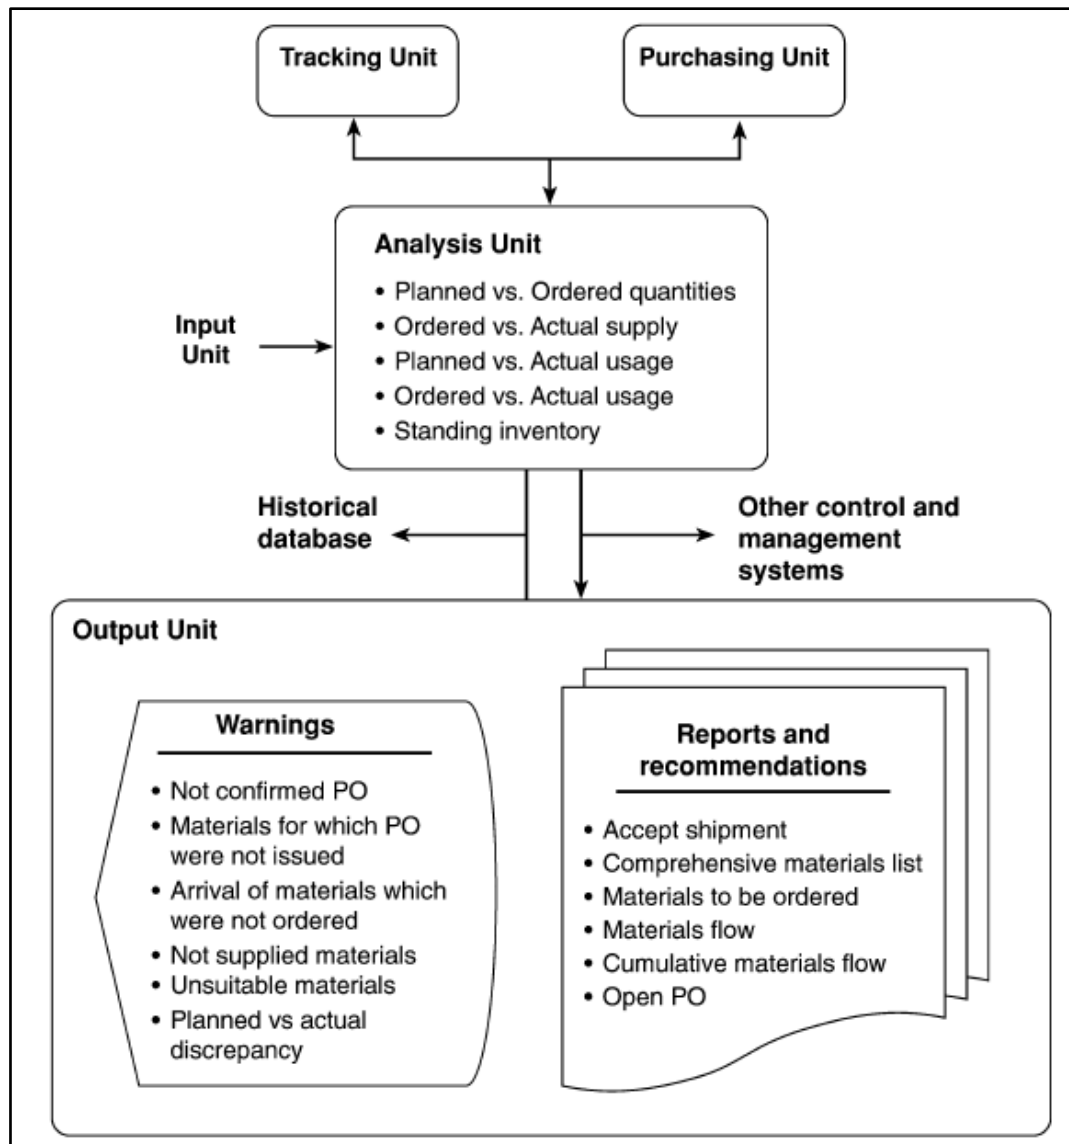 Tracking Unit
Purchasing Unit
Analysis Unit
• Planned vs. Ordered quantities
• Ordered vs. Actual supply
• Planned vs. Actual usage
• Ordered vs. Actual usage
• Standing inventory
Input
Unit
Historical
database
Other control and
management
systems
Output Unit
Warnings
• Not confirmed PO
• Materials for which PO
were not issued
• Arrival of materials which
were not ordered
• Not supplied materials
• Unsuitable materials
• Planned vs actual
discrepancy
Reports and
recommendations
• Accept shipment
• Comprehensive materials list
• Materials to be ordered
• Materials flow
• Cumulative materials flow
• Open PO